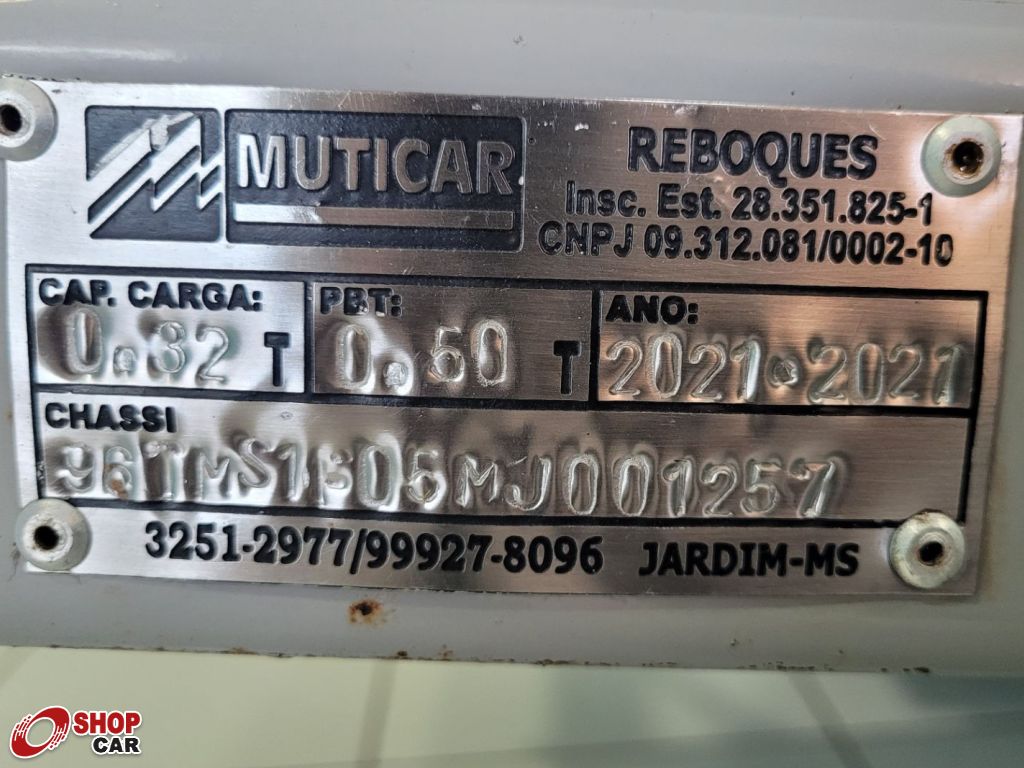 MUTICAR
REBOQUES
Insc. Est. 28.351.825-1
CNPJ 09.312.081/0002-10
CAP. CARGA: 0.32 T
PBT: 0.50 T
ANO: 2021.2021
CHASSI
3251-2977/99927-8096 JARDIM-MS
SHOP
CAR